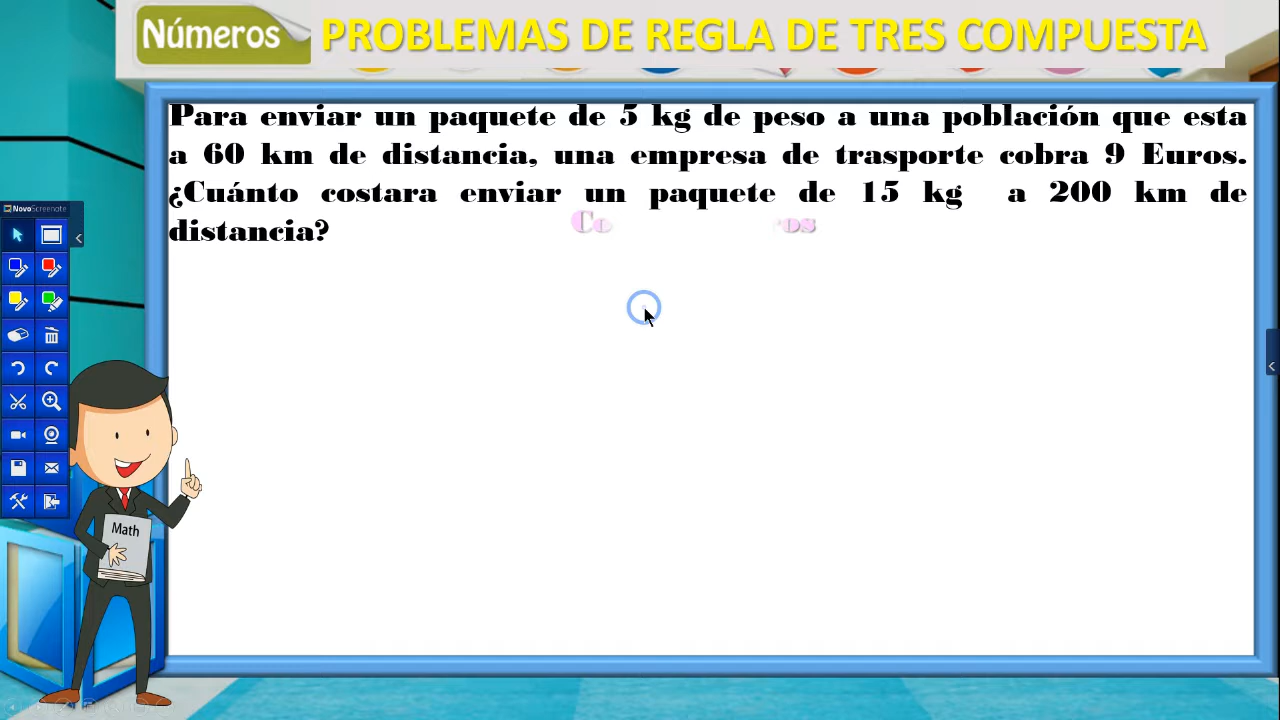 Números PROBLEMAS DE REGLA DE TRES COMPUESTA
Para enviar un paquete de 5 kg de peso a una población que esta
a 60 km de distancia, una empresa de trasporte cobra 9 Euros.
¿Cuánto costara enviar un paquete de 15 kg a 200 km de
distancia?
NovoScreenote
Math